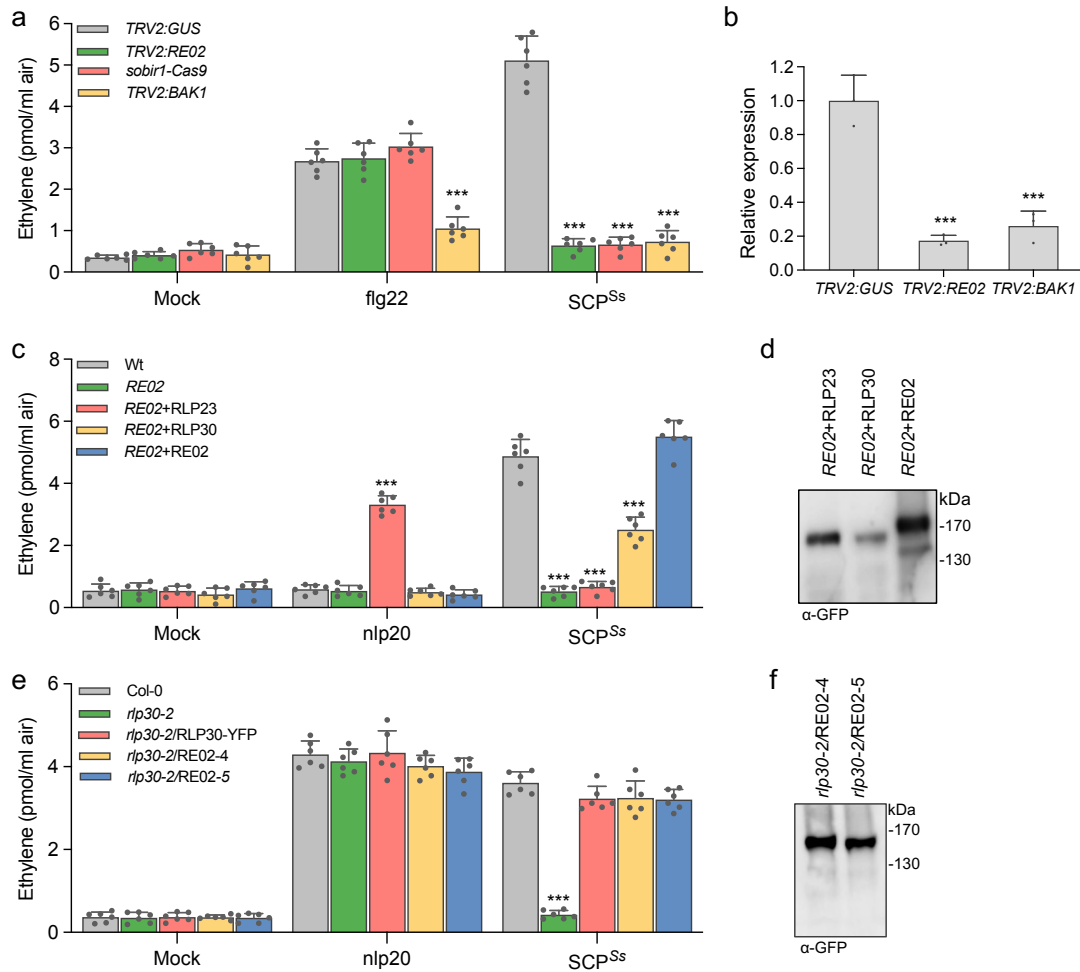 a
Ethylene (pmol/ml air)
6
5
4
3
2
1
0
TRV2:GUS
TRV2:RE02
sobir1-Cas9
TRV2:BAK1
***
***
***
***
Mock
flg22
SCP^Ss
b
Relative expression
1.2
1.0
0.8
0.6
0.4
0.2
0.0
***
***
TRV2:GUS
TRV2:RE02
TRV2:BAK1
c
Ethylene (pmol/ml air)
8
6
4
2
0
Wt
RE02
RE02+RLP23
RE02+RLP30
RE02+RE02
***
***
***
***
Mock
nlp20
SCP^Ss
d
RE02+RLP23
RE02+RLP30
RE02+RE02
kDa
-170
-130
α-GFP
e
Ethylene (pmol/ml air)
6
4
2
0
Col-0
rlp30-2
rlp30-2/RLP30-YFP
rlp30-2/RE02-4
rlp30-2/RE02-5
***
Mock
nlp20
SCP^Ss
f
rlp30-2/RE02-4
rlp30-2/RE02-5
kDa
-170
-130
α-GFP